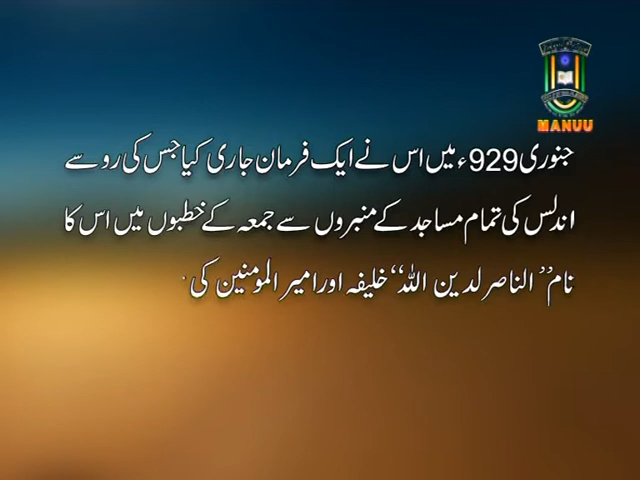 MANUU
جنوری 929ء میں اس نے ایک فرمان جاری کیا جس کی رو سے
اندلس کی تمام مساجد کے منبروں سے جمعہ کے خطبوں میں اس کا
نام ’’الناصر لدین اللہ‘‘ خلیفہ اور امیر المومنین کی